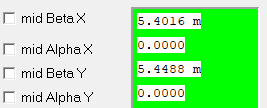 mid Beta X 5.4016 m
mid Alpha X 0.0000
mid Beta Y 5.4488 m
mid Alpha Y 0.0000